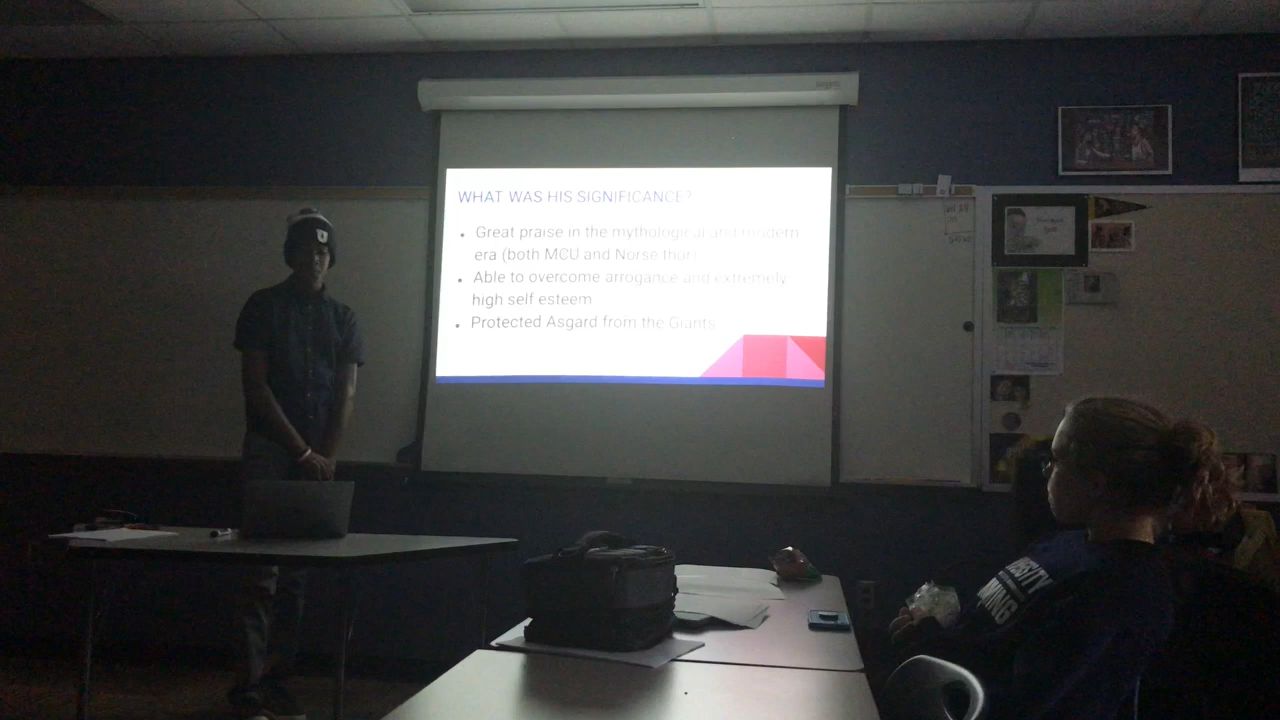 WHAT WAS HIS SIGNIFICANCE?
• Great praise in the mythological and modern
era (both MCU and Norse thor)
• Able to overcome arrogance and extremely
high self esteem
• Protected Asgard from the Giants